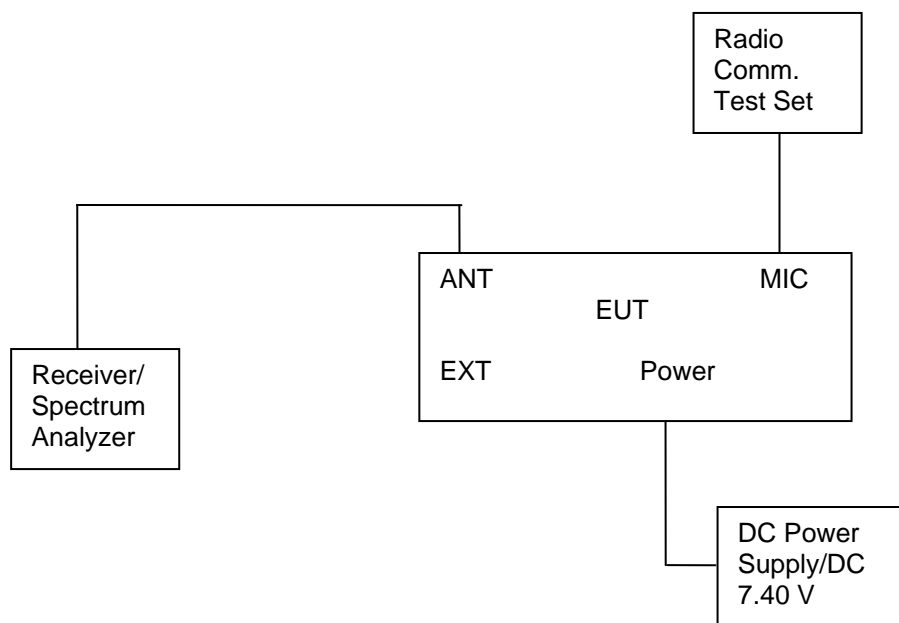 Radio
Comm.
Test Set
ANT
MIC
EUT
EXT
Power
Receiver/
Spectrum
Analyzer
DC Power
Supply/DC
7.40 V